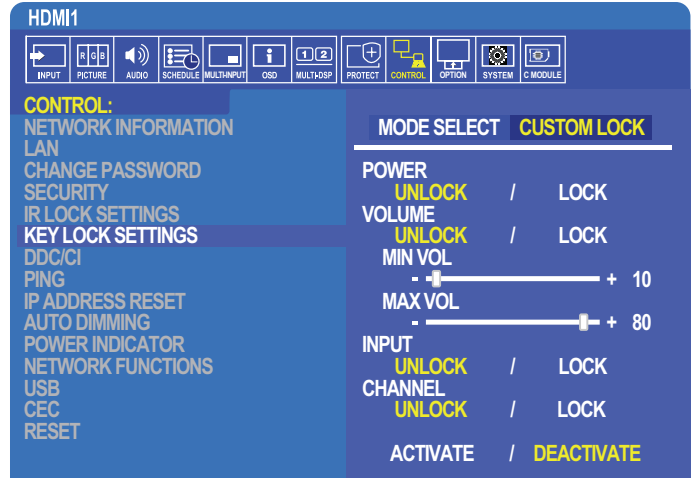 HDMI1
INPUT PICTURE AUDIO SCHEDULE MULTI-INPUT OSD MULTI-DSP PROTECT CONTROL OPTION SYSTEM C MODULE
R G B
1 2
CONTROL:
NETWORK INFORMATION
LAN
CHANGE PASSWORD
SECURITY
IR LOCK SETTINGS
KEY LOCK SETTINGS
DDC/CI
PING
IP ADDRESS RESET
AUTO DIMMING
POWER INDICATOR
NETWORK FUNCTIONS
USB
CEC
RESET
MODE SELECT CUSTOM LOCK
POWER
UNLOCK / LOCK
VOLUME
UNLOCK / LOCK
MIN VOL
- + 10
MAX VOL
- + 80
INPUT
UNLOCK / LOCK
CHANNEL
UNLOCK / LOCK
ACTIVATE / DEACTIVATE